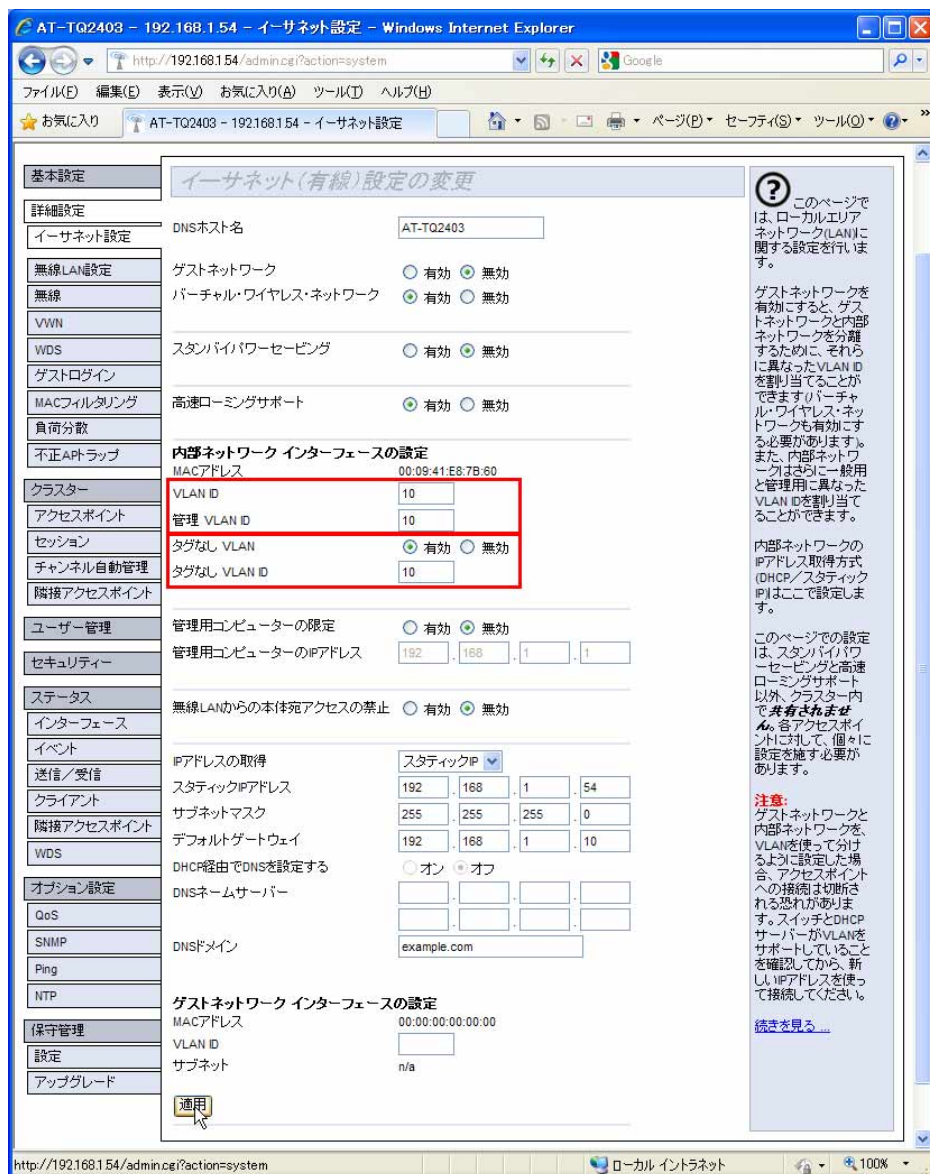 AT-TQ2403 - 192.168.1.54 - イーサネット設定 - Windows Internet Explorer
http://192.168.1.54/admin.cgi?action=system
Google
ファイル(F) 編集(E) 表示(V) お気に入り(A) ツール(T) ヘルプ(H)
お気に入り
AT-TQ2403 - 192.168.1.54 - イーサネット設定
ページ(P) セーフティ(S) ツール(O)
基本設定
詳細設定
イーサネット設定
無線LAN設定
無線
VWN
WDS
ゲストログイン
MACフィルタリング
負荷分散
不正APトラップ
クラスター
アクセスポイント
セッション
チャンネル自動管理
隣接アクセスポイント
ユーザー管理
セキュリティー
ステータス
インターフェース
イベント
送信/受信
クライアント
隣接アクセスポイント
WDS
オプション設定
QoS
SNMP
Ping
NTP
保守管理
設定
アップグレード
イーサネット(有線)設定の変更
DNSホスト名 AT-TQ2403
ゲストネットワーク 有効 無効
バーチャル・ワイヤレス・ネットワーク 有効 無効
スタンバイパワーセービング 有効 無効
高速ローミングサポート 有効 無効
内部ネットワーク インターフェースの設定
MACアドレス 00:09:41:E8:7B:60
VLAN ID 10
管理 VLAN ID 10
タグなし VLAN 有効 無効
タグなし VLAN ID 10
管理用コンピューターの限定 有効 無効
管理用コンピューターのIPアドレス 192 . 168 . 1 . 1
無線LANからの本体宛アクセスの禁止 有効 無効
IPアドレスの取得 スタティックIP
スタティックIPアドレス 192 . 168 . 1 . 54
サブネットマスク 255 . 255 . 255 . 0
デフォルトゲートウェイ 192 . 168 . 1 . 10
DHCP経由でDNSを設定する オン オフ
DNSネームサーバー . . .
. . .
DNSドメイン example.com
ゲストネットワーク インターフェースの設定
MACアドレス 00:00:00:00:00:00
VLAN ID
サブネット n/a
適用
このページで
は、ローカルエリア
ネットワーク(LAN)に
関する設定を行いま
す。
ゲストネットワークを
有効にすると、ゲス
トネットワークと内部
ネットワークを分離
するために、それら
に異なったVLAN ID
を割り当てることが
できます(バーチャ
ル・ワイヤレス・ネッ
トワークも有効にす
る必要があります)。
また、内部ネットワ
ークはさらに一般用
と管理用に異なった
VLAN IDを割り当て
ることができます。
内部ネットワークの
IPアドレス取得方式
(DHCP/スタティック
IP)はここで設定しま
す。
このページでの設定
は、スタンバイパワ
ーセービングと高速
ローミングサポート
以外、クラスター内
で共有されませ
ん。各アクセスポイ
ントに対して、個々に
設定を施す必要が
あります。
注意:
ゲストネットワークと
内部ネットワークを、
VLANを使って分け
るように設定した場
合、アクセスポイント
への接続は切断さ
れる恐れがありま
す。スイッチとDHCP
サーバーがVLANを
サポートしていること
を確認してから、新
しいIPアドレスを使っ
て接続してください。
続きを見る ...
http://192.168.1.54/admin.cgi?action=system
ローカル イントラネット
100%